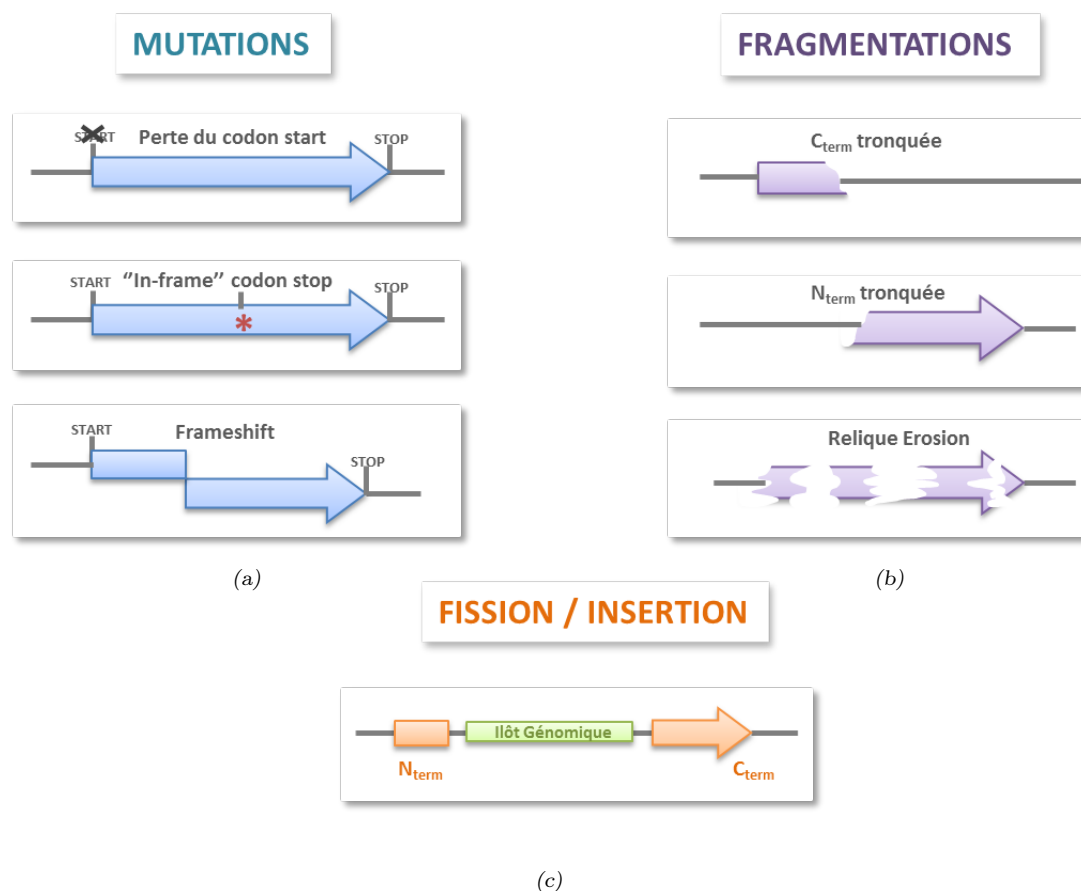 MUTATIONS
START
Perte du codon start
STOP
START
“In-frame” codon stop
STOP
*
START
Frameshift
STOP
(a)
FRAGMENTATIONS
Cterm tronquée
Nterm tronquée
Relique Erosion
(b)
FISSION / INSERTION
Ilôt Génomique
Nterm
Cterm
(c)